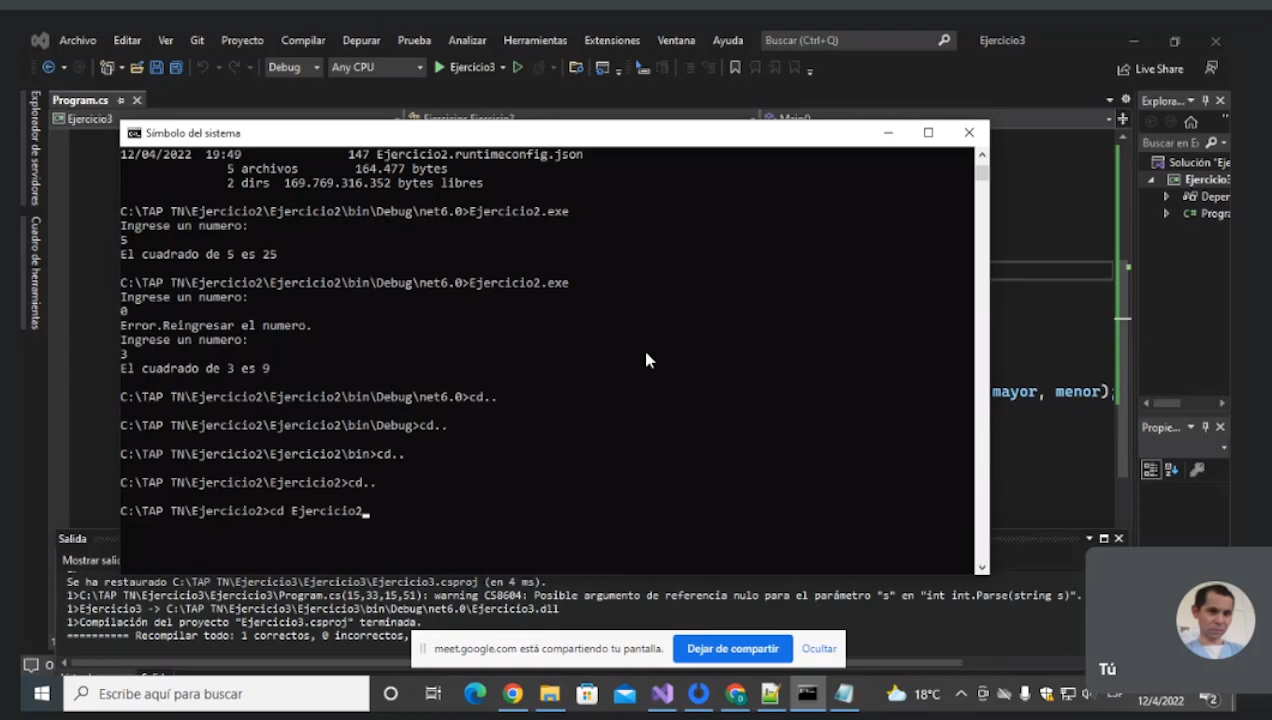 Archivo Editar Ver Git Proyecto Compilar Depurar Prueba Analizar Herramientas Extensiones Ventana Ayuda Buscar (Ctrl+Q) Ejercicio3
Debug Any CPU Ejercicio3 Live Share
Explorador de servidores
Cuadro de herramientas
Program.cs
Ejercicio3
Explora...
Buscar en E
Solución "Eje
Ejercicio3
Deper
C# Progra
Símbolo del sistema
12/04/2022 19:49 147 Ejercicio2.runtimeconfig.json
5 archivos 164.477 bytes
2 dirs 169.769.316.352 bytes libres
C:\TAP TN\Ejercicio2\Ejercicio2\bin\Debug\net6.0>Ejercicio2.exe
Ingrese un numero:
5
El cuadrado de 5 es 25
C:\TAP TN\Ejercicio2\Ejercicio2\bin\Debug\net6.0>Ejercicio2.exe
Ingrese un numero:
0
Error.Reingresar el numero.
Ingrese un numero:
3
El cuadrado de 3 es 9
C:\TAP TN\Ejercicio2\Ejercicio2\bin\Debug\net6.0>cd..
C:\TAP TN\Ejercicio2\Ejercicio2\bin\Debug>cd..
C:\TAP TN\Ejercicio2\Ejercicio2\bin>cd..
C:\TAP TN\Ejercicio2\Ejercicio2>cd..
C:\TAP TN\Ejercicio2>cd Ejercicio2_
mayor, menor);
Propie...
Salida
Mostrar sali
Se ha restaurado C:\TAP TN\Ejercicio3\Ejercicio3\Ejercicio3.csproj (en 4 ms).
1>C:\TAP TN\Ejercicio3\Ejercicio3\Program.cs(15,33,15,51): warning CS8604: Posible argumento de referencia nulo para el parámetro "s" en "int int.Parse(string s)".
1>Ejercicio3 -> C:\TAP TN\Ejercicio3\Ejercicio3\bin\Debug\net6.0\Ejercicio3.dll
1>Compilación del proyecto "Ejercicio3.csproj" terminada.
========== Recompilar todo: 1 correctos, 0 incorrectos,
meet.google.com está compartiendo tu pantalla. Dejar de compartir Ocultar
Tú
Escribe aquí para buscar
18°C
12/4/2022
2